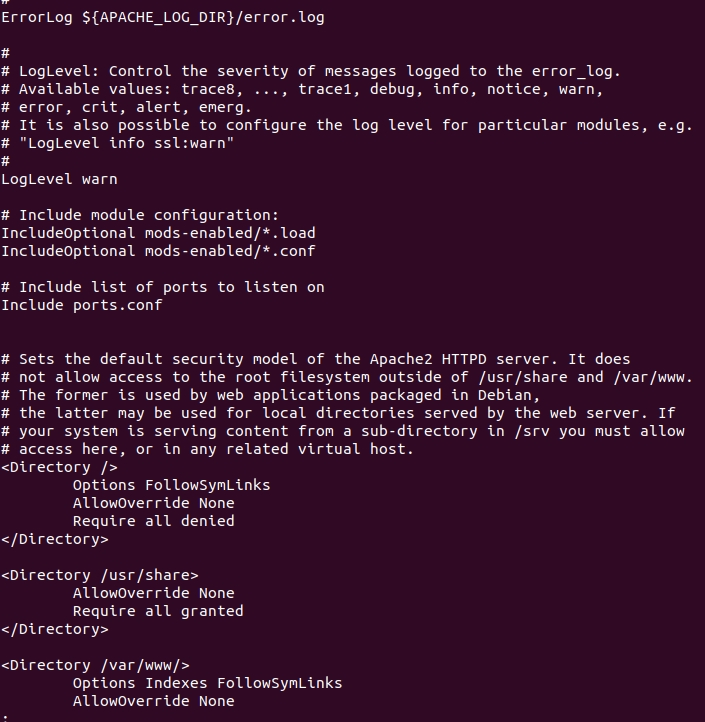 #
ErrorLog ${APACHE_LOG_DIR}/error.log
#
# LogLevel: Control the severity of messages logged to the error_log.
# Available values: trace8, ..., trace1, debug, info, notice, warn,
# error, crit, alert, emerg.
# It is also possible to configure the log level for particular modules, e.g.
# "LogLevel info ssl:warn"
#
LogLevel warn
# Include module configuration:
IncludeOptional mods-enabled/*.load
IncludeOptional mods-enabled/*.conf
# Include list of ports to listen on
Include ports.conf
# Sets the default security model of the Apache2 HTTPD server. It does
# not allow access to the root filesystem outside of /usr/share and /var/www.
# The former is used by web applications packaged in Debian,
# the latter may be used for local directories served by the web server. If
# your system is serving content from a sub-directory in /srv you must allow
# access here, or in any related virtual host.
<Directory />
Options FollowSymLinks
AllowOverride None
Require all denied
</Directory>
<Directory /usr/share>
AllowOverride None
Require all granted
</Directory>
<Directory /var/www/>
Options Indexes FollowSymLinks
AllowOverride None
: